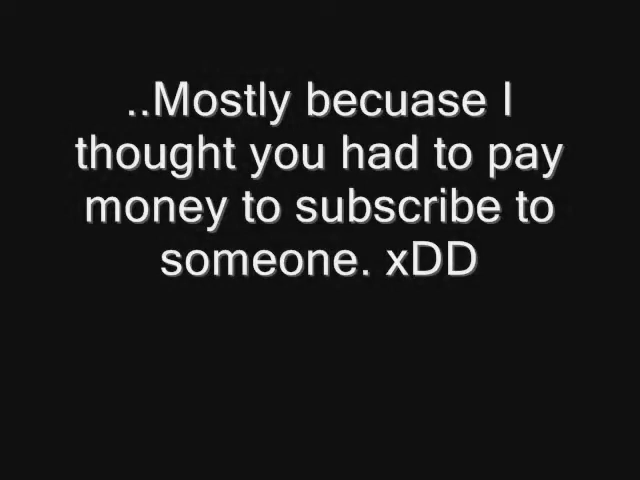 ..Mostly becuase I
thought you had to pay
money to subscribe to
someone. xDD